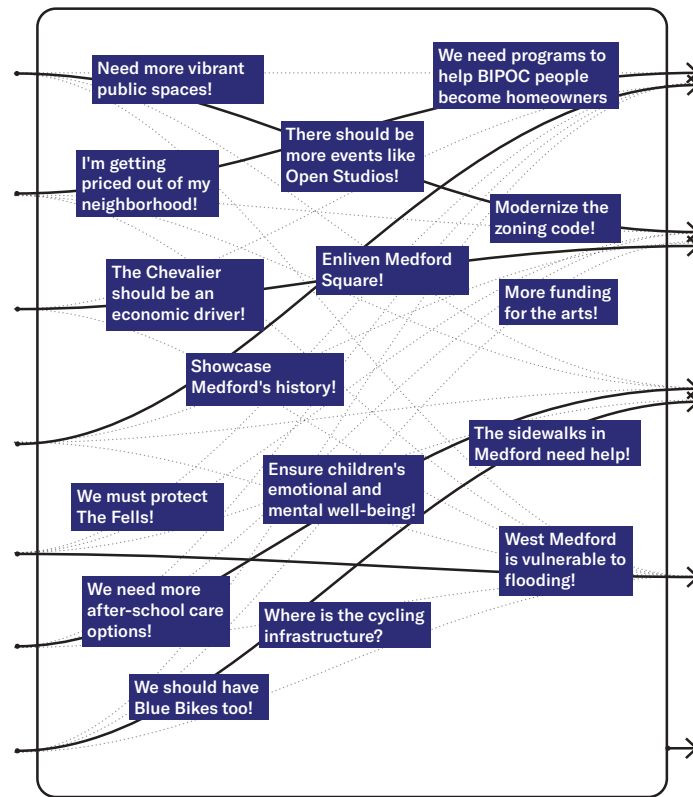 We need programs to
help BIPOC people
become homeowners
Need more vibrant
public spaces!
There should be
more events like
Open Studios!
I'm getting
priced out of my
neighborhood!
Modernize the
zoning code!
Enliven Medford
Square!
The Chevalier
should be an
economic driver!
More funding
for the arts!
Showcase
Medford's history!
The sidewalks in
Medford need help!
Ensure children's
emotional and
mental well-being!
We must protect
The Fells!
West Medford
is vulnerable to
flooding!
We need more
after-school care
options!
Where is the cycling
infrastructure?
We should have
Blue Bikes too!